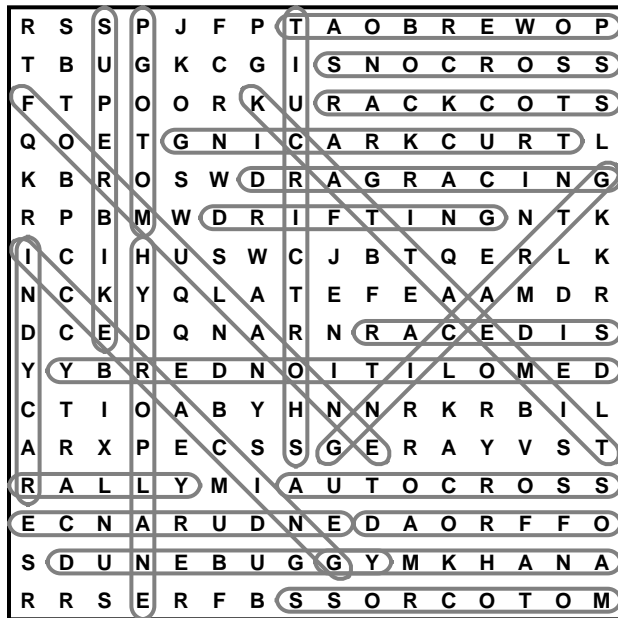 R S S P J F P T A O B R E W O P
T B U G K C G I S N O C R O S S
F T P O O R K U R A C K C O T S
Q O E T G N I C A R K C U R T L
K B R O S W D R A G R A C I N G
R P B M W D R I F T I N G N T K
I C I H U S W C J B T Q E R L K
N C K Y Q L A T E F E A A M D R
D C E D Q N A R N R A C E D I S
Y Y B R E D N O I T I L O M E D
C T I O A B Y H N N R K R B I L
A R X P E C S S G E R A Y V S T
R A L L Y M I A U T O C R O S S
E C N A R U D N E D A O R F F O
S D U N E B U G G Y M K H A N A
R R S E R F B S S O R C O T O M